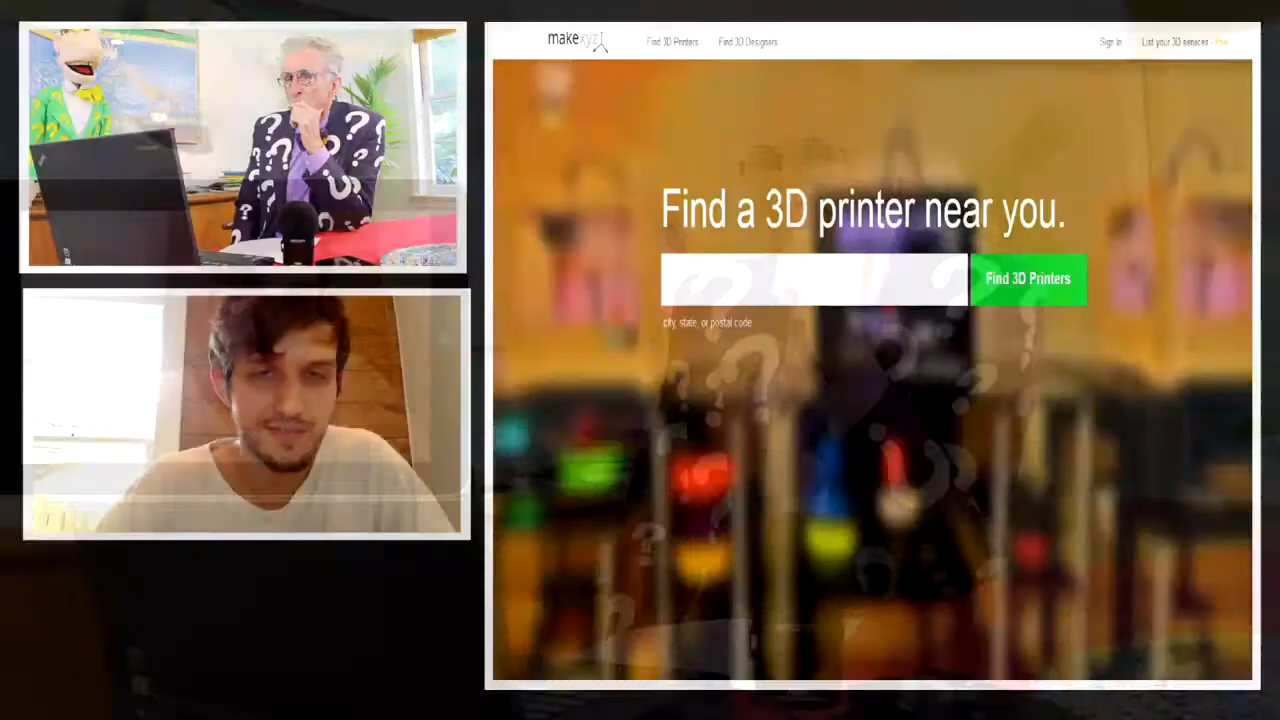 makexyz
Find 3D Printers
Find 3D Designers
Sign In
List your 3D services - free
Find a 3D printer near you.
Find 3D Printers
city, state, or postal code